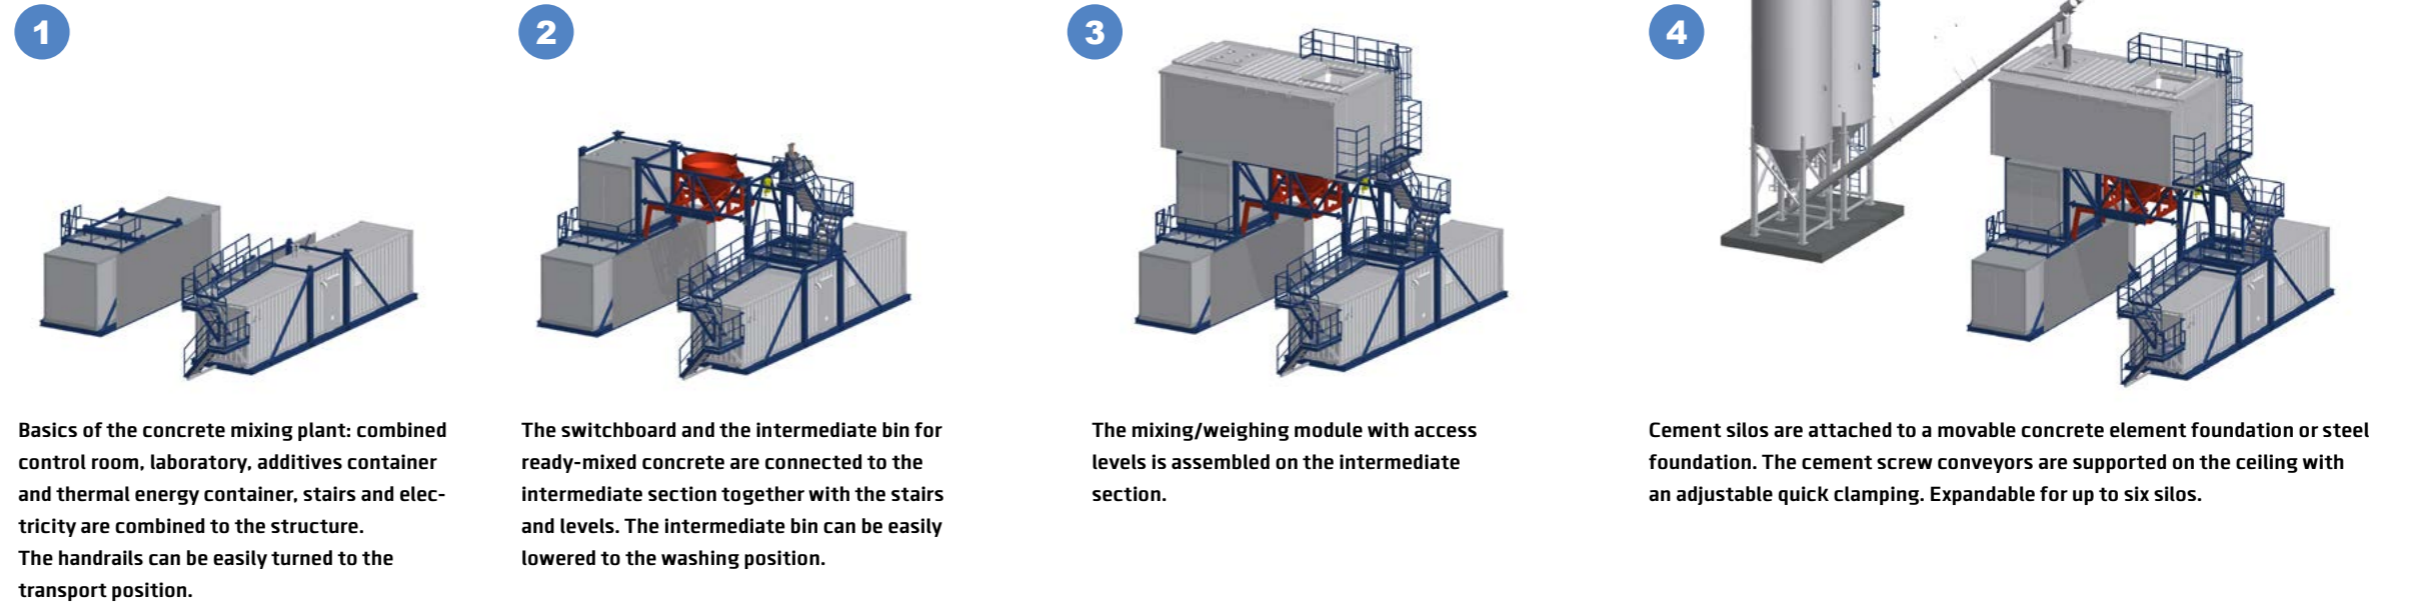 1
Basics of the concrete mixing plant: combined
control room, laboratory, additives container
and thermal energy container, stairs and elec-
tricity are combined to the structure.
The handrails can be easily turned to the
transport position.
2
The switchboard and the intermediate bin for
ready-mixed concrete are connected to the
intermediate section together with the stairs
and levels. The intermediate bin can be easily
lowered to the washing position.
3
The mixing/weighing module with access
levels is assembled on the intermediate
section.
4
Cement silos are attached to a movable concrete element foundation or steel
foundation. The cement screw conveyors are supported on the ceiling with
an adjustable quick clamping. Expandable for up to six silos.